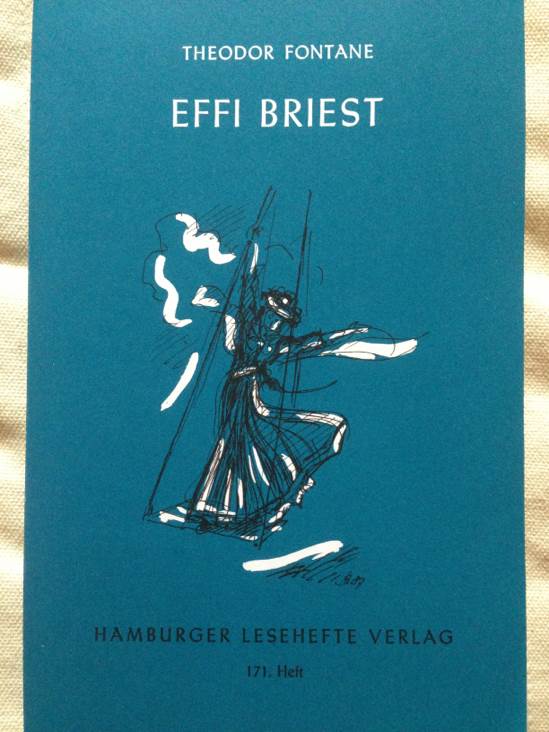 THEODOR FONTANE
EFFI BRIEST
HAMBURGER LESEHEFTE VERLAG
171. Heft